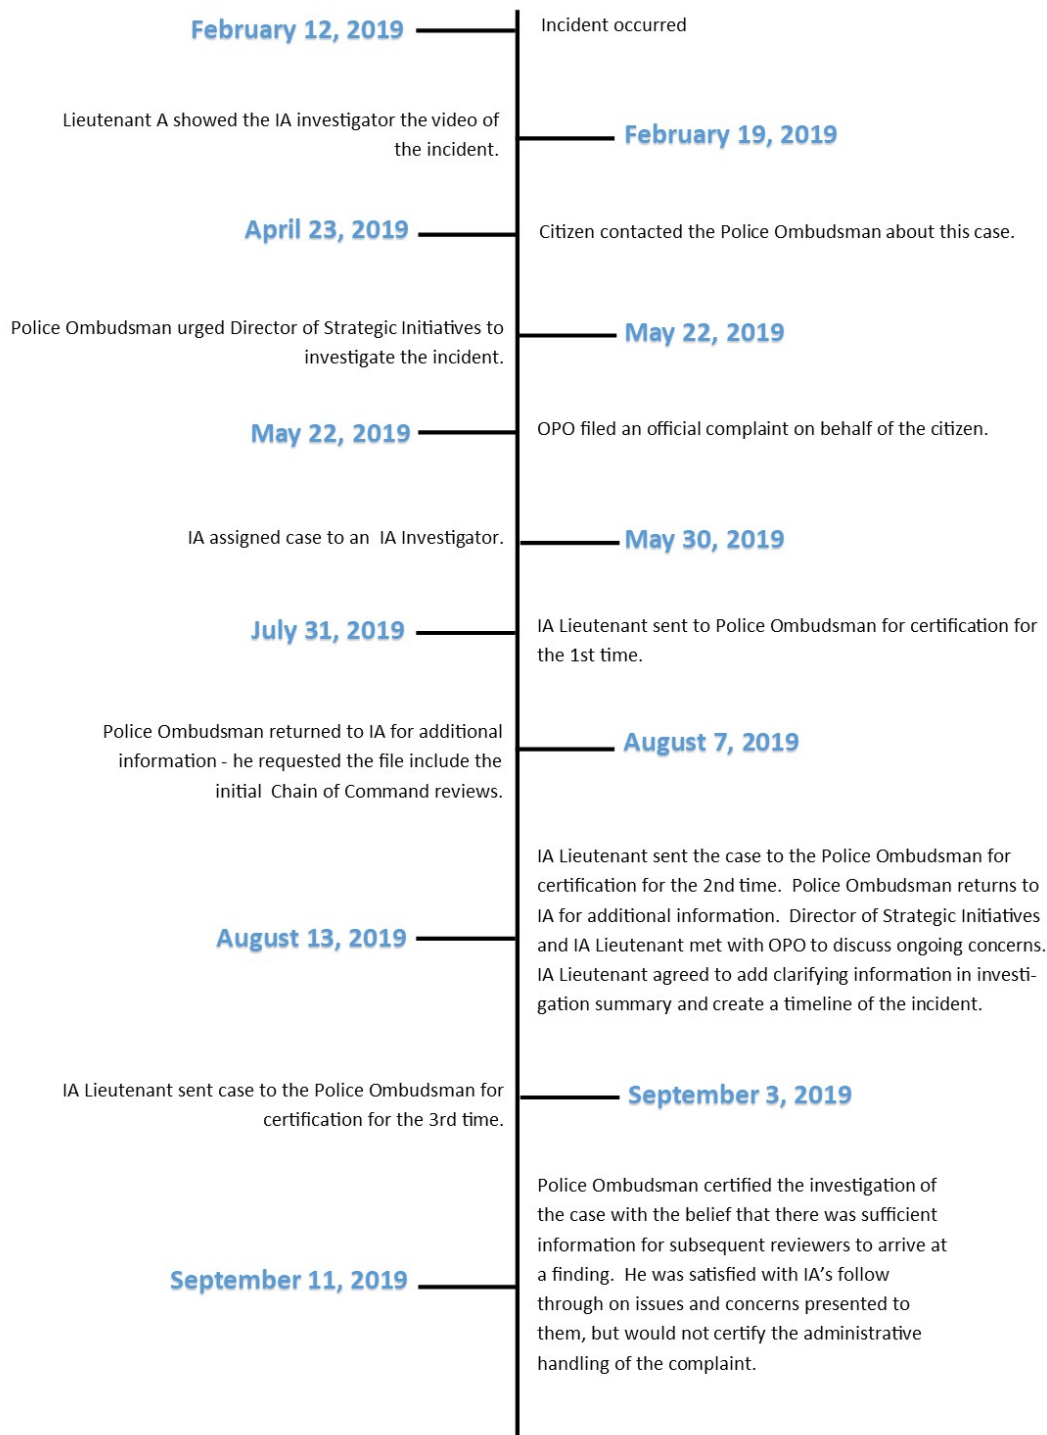 February 12, 2019
Incident occurred
Lieutenant A showed the IA investigator the video of
the incident.
February 19, 2019
April 23, 2019
Citizen contacted the Police Ombudsman about this case.
Police Ombudsman urged Director of Strategic Initiatives to
investigate the incident.
May 22, 2019
May 22, 2019
OPO filed an official complaint on behalf of the citizen.
IA assigned case to an  IA Investigator.
May 30, 2019
July 31, 2019
IA Lieutenant sent to Police Ombudsman for certification for
the 1st time.
Police Ombudsman returned to IA for additional
information - he requested the file include the
initial  Chain of Command reviews.
August 7, 2019
August 13, 2019
IA Lieutenant sent the case to the Police Ombudsman for
certification for the 2nd time.  Police Ombudsman returns to
IA for additional information.  Director of Strategic Initiatives
and IA Lieutenant met with OPO to discuss ongoing concerns.
IA Lieutenant agreed to add clarifying information in investi-
gation summary and create a timeline of the incident.
IA Lieutenant sent case to the Police Ombudsman for
certification for the 3rd time.
September 3, 2019
September 11, 2019
Police Ombudsman certified the investigation of
the case with the belief that there was sufficient
information for subsequent reviewers to arrive at
a finding.  He was satisfied with IA's follow
through on issues and concerns presented to
them, but would not certify the administrative
handling of the complaint.